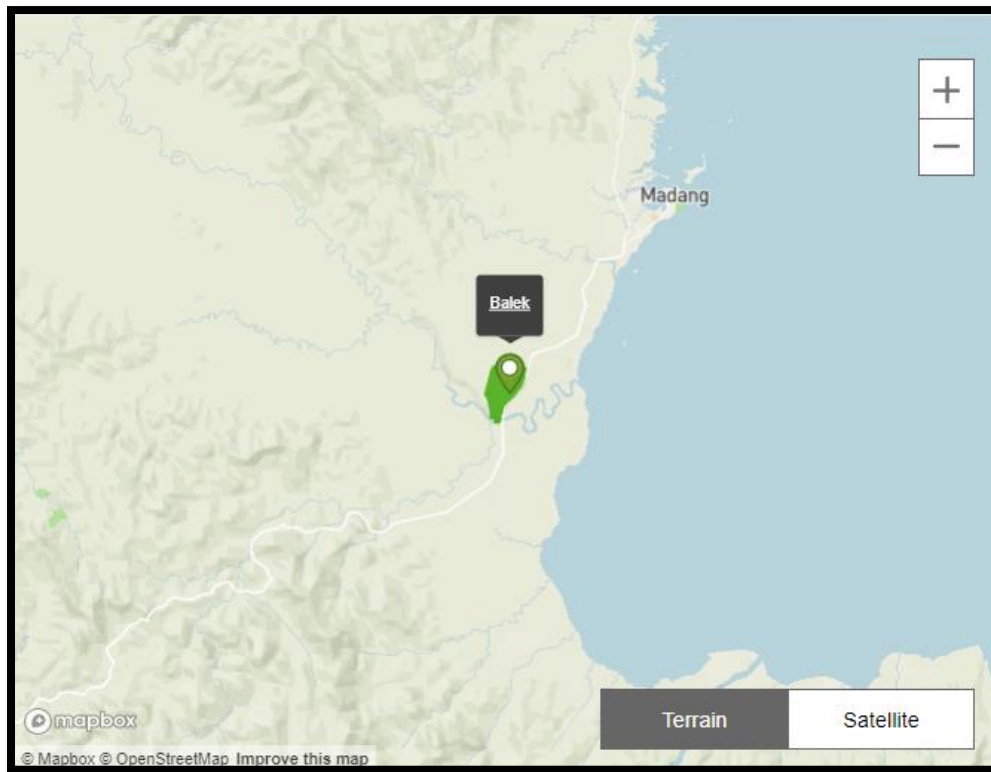 +
−
Madang
Balek
Terrain
Satellite
mapbox
© Mapbox © OpenStreetMap Improve this map